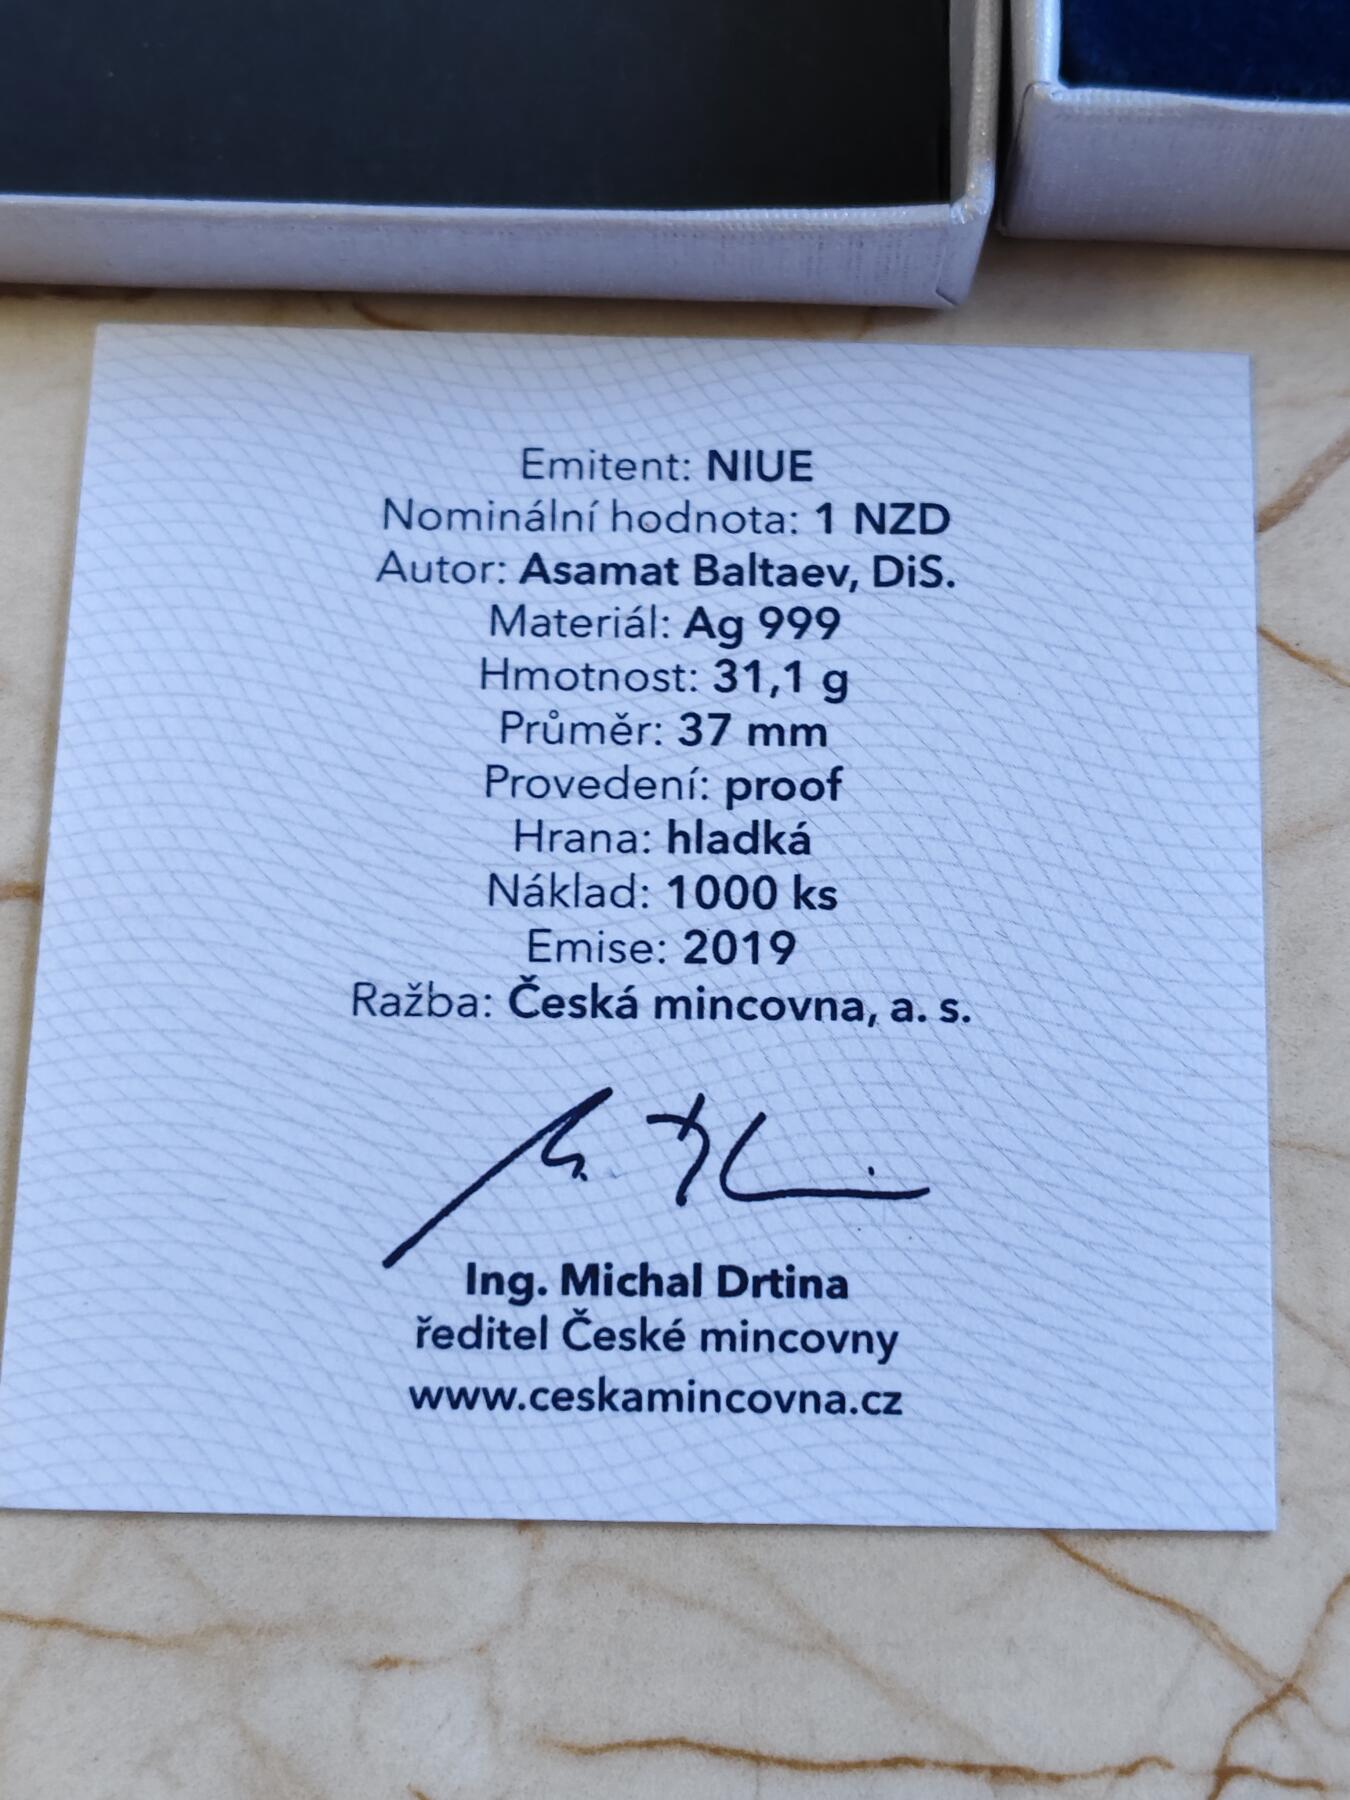 Emitent: NIUE
Nominální hodnota: 1 NZD
Autor: Asamat Baltaev, DiS.
Materiál: Ag 999
Hmotnost: 31,1 g
Průměr: 37 mm
Provedení: proof
Hrana: hladká
Náklad: 1000 ks
Emise: 2019
Ražba: Česká mincovna, a. s.
Ing. Michal Drtina
ředitel České mincovny
www.ceskamincovna.cz